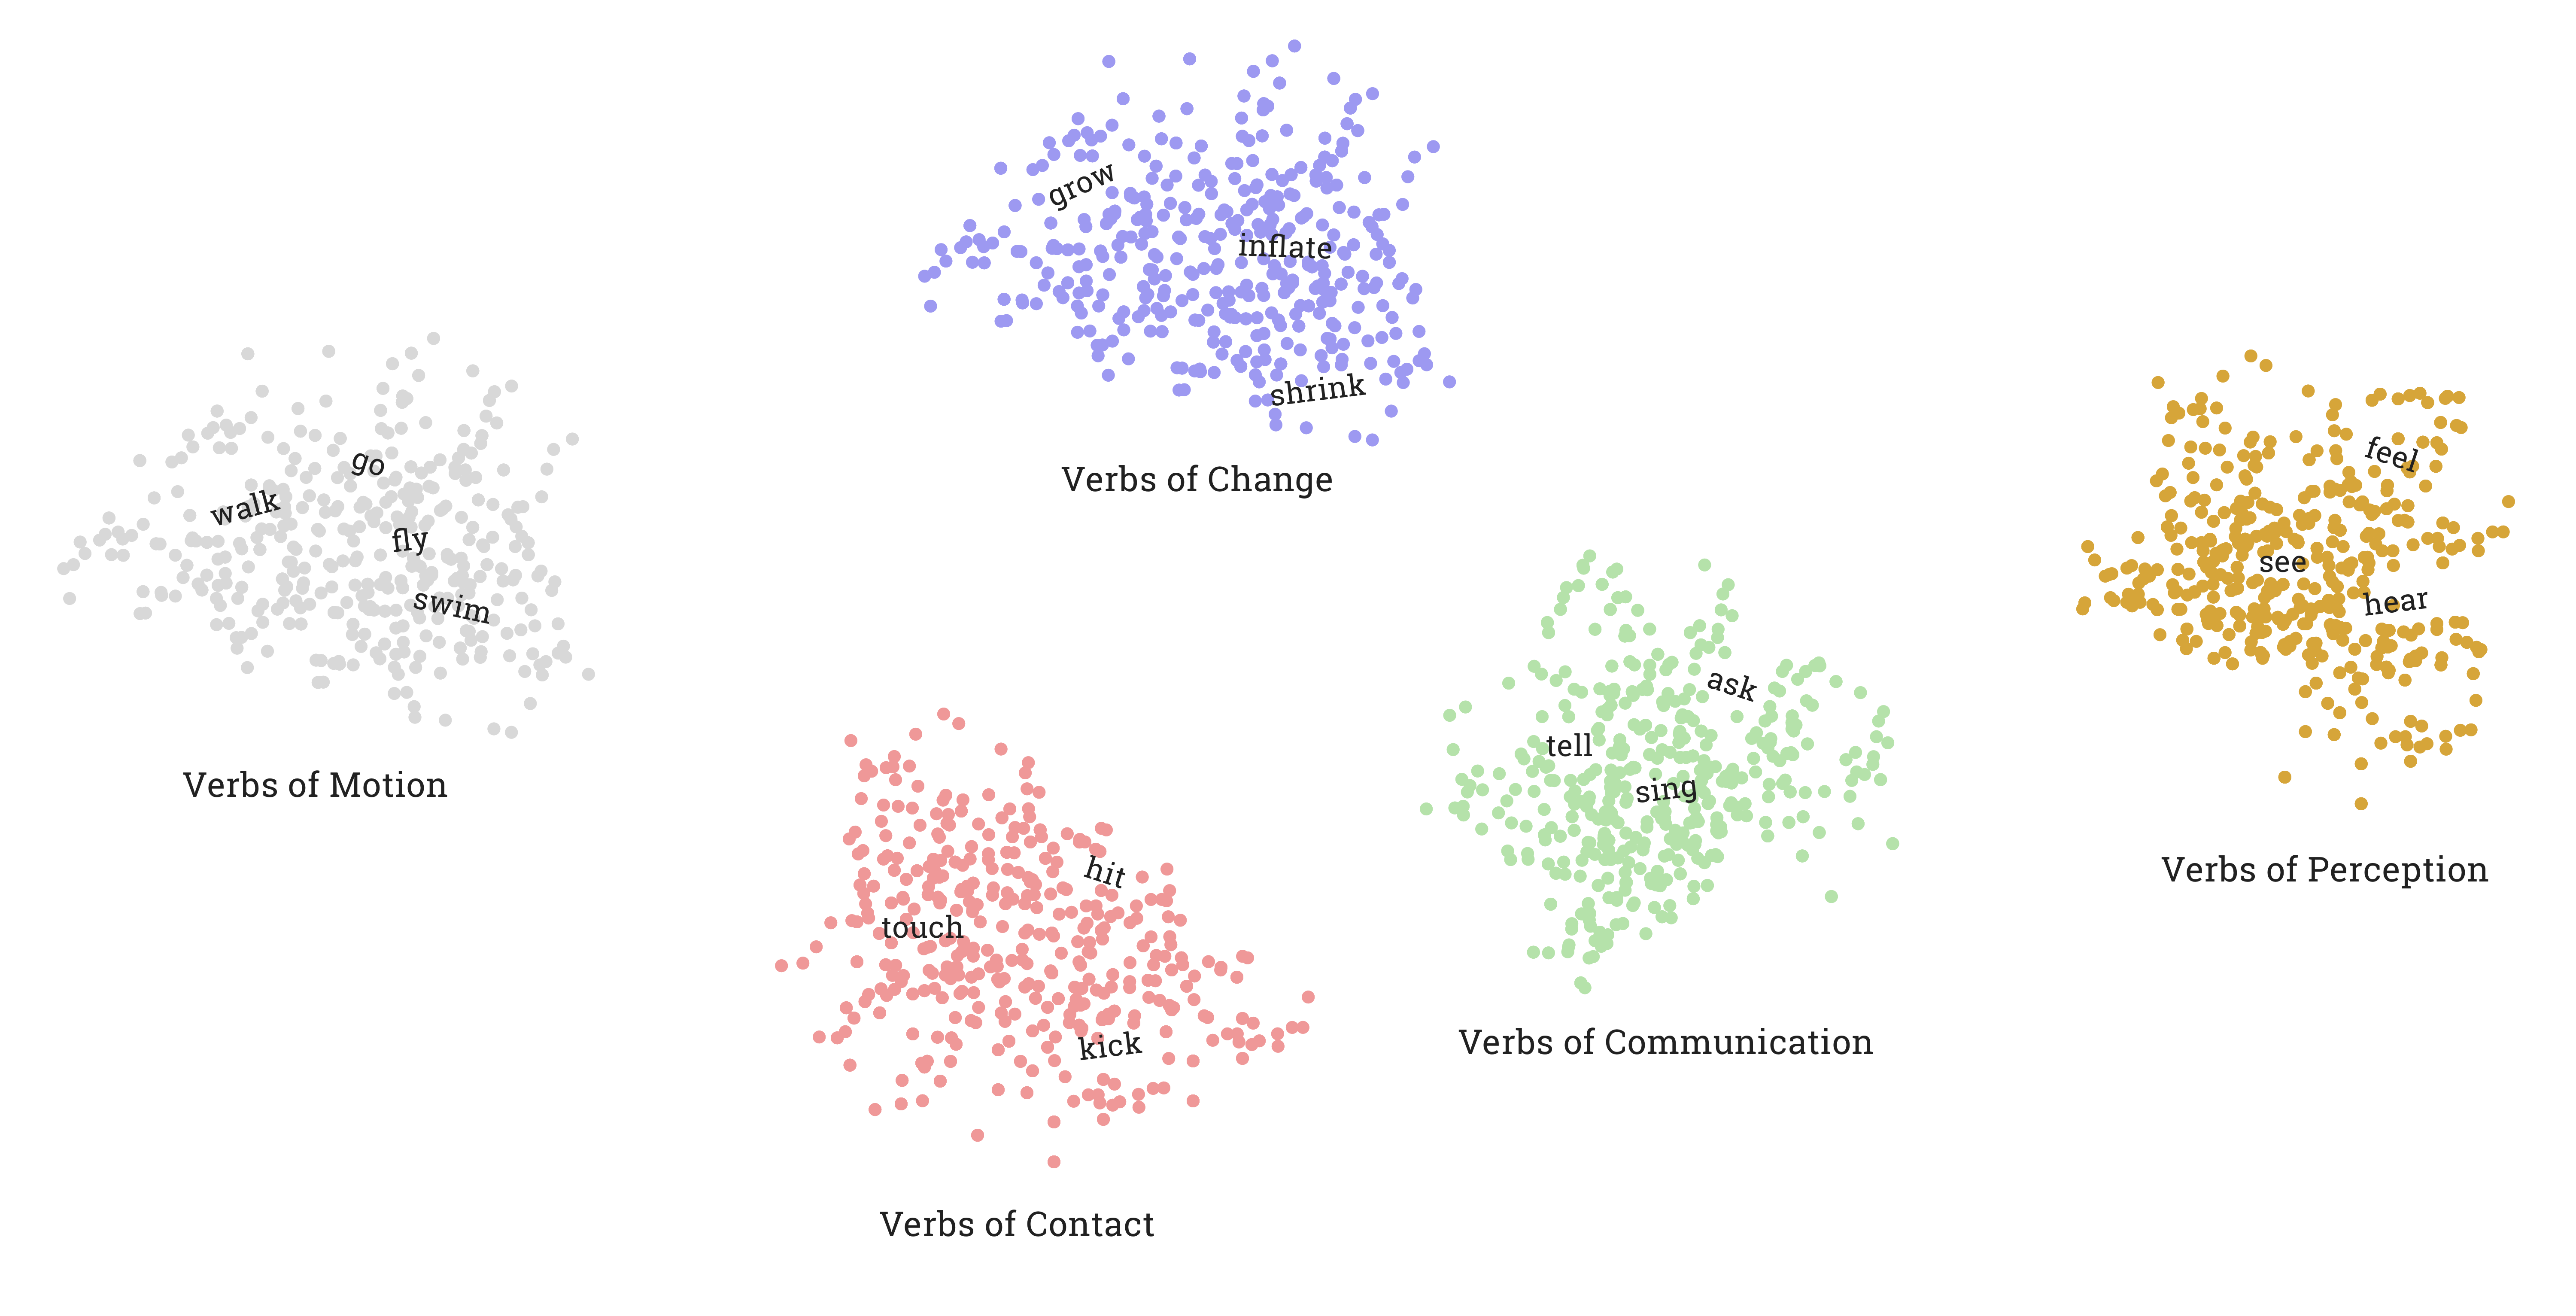 go
walk
fly
swim
Verbs of Motion
grow
inflate
shrink
Verbs of Change
hit
touch
kick
Verbs of Contact
ask
tell
sing
Verbs of Communication
feel
see
hear
Verbs of Perception